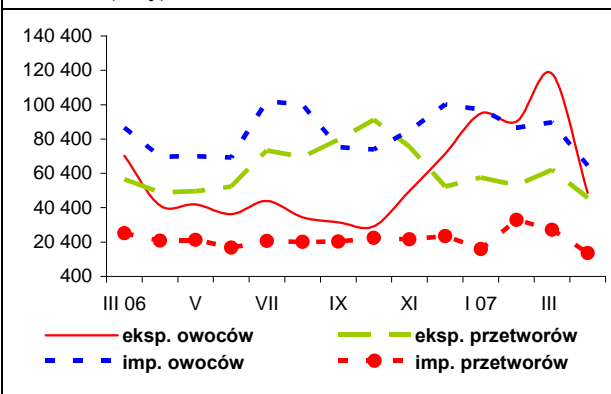 140 400
120 400
100 400
80 400
60 400
40 400
20 400
400
III 06 V VII IX XI I 07 III
eksp. owoców eksp. przetworów
imp. owoców imp. przetworów